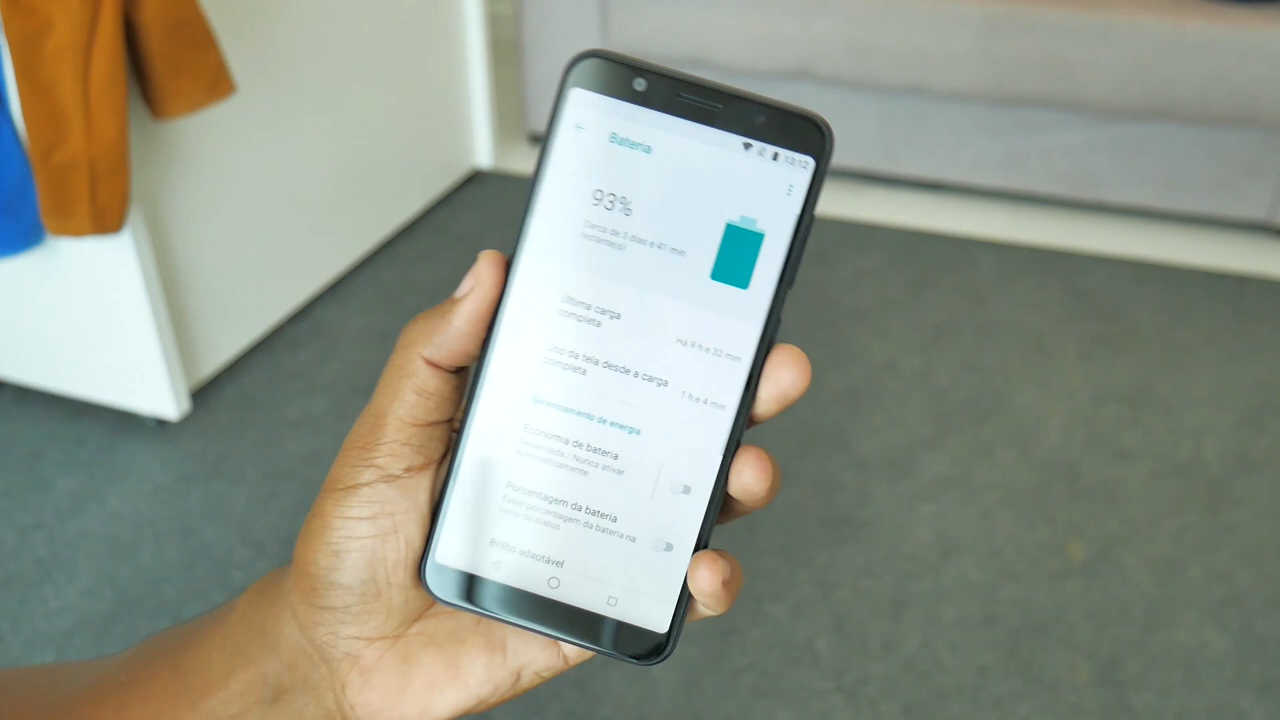 13:12
Bateria
93%
Cerca de 3 dias e 41 min
restante(s)
Última carga
completa
Há 9 h e 32 min
Uso da tela desde a carga
completa
1 h e 4 min
Gerenciamento de energia
Economia de bateria
Desativada / Nunca ativar
automaticamente
Porcentagem da bateria
Exibir porcentagem da bateria na
barra de status
Brilho adaptável